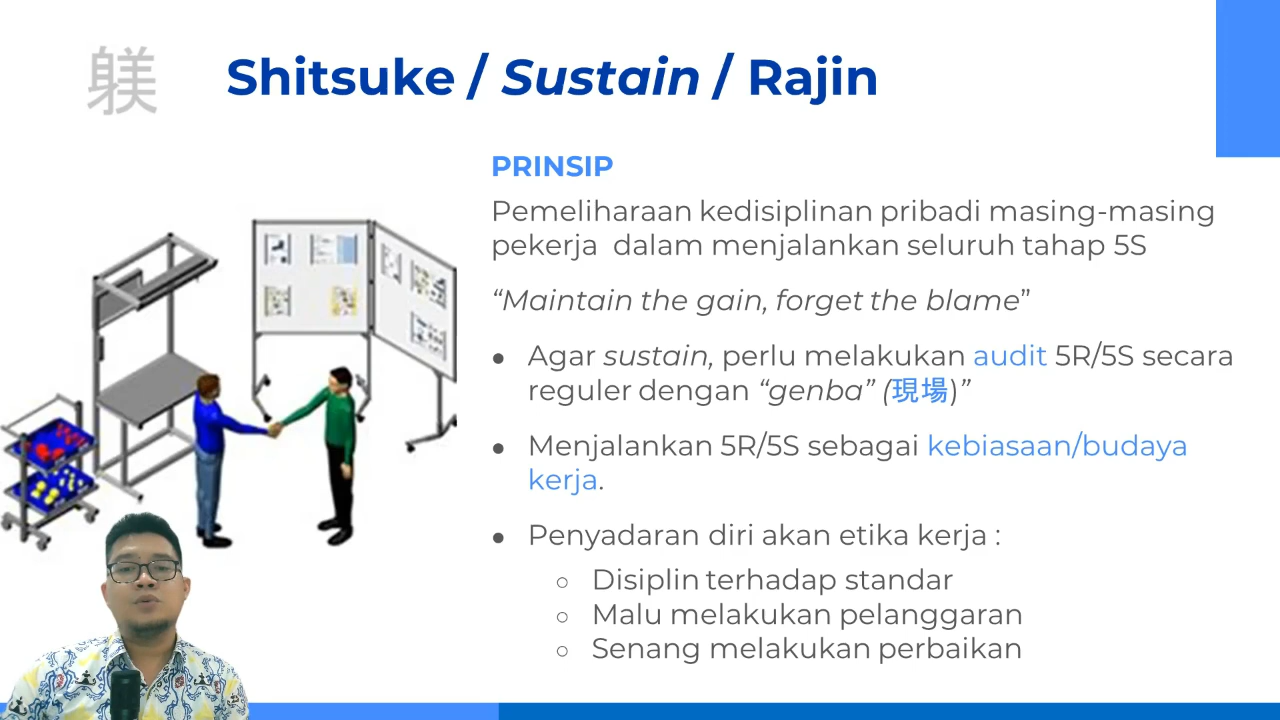 躾
Shitsuke / Sustain / Rajin
PRINSIP
Pemeliharaan kedisiplinan pribadi masing-masing
pekerja dalam menjalankan seluruh tahap 5S
“Maintain the gain, forget the blame”
● Agar sustain, perlu melakukan audit 5R/5S secara
reguler dengan “genba” (現場)”
● Menjalankan 5R/5S sebagai kebiasaan/budaya
kerja.
● Penyadaran diri akan etika kerja :
○ Disiplin terhadap standar
○ Malu melakukan pelanggaran
○ Senang melakukan perbaikan